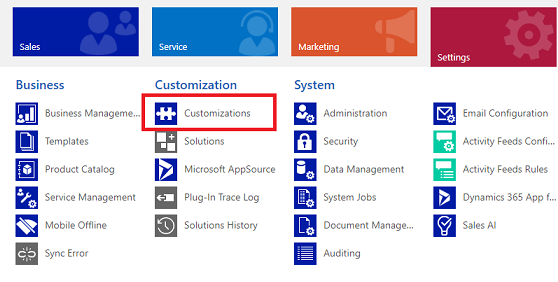 Sales
Service
Marketing
Settings
Business
Business Manageme...
Templates
Product Catalog
Service Management
Mobile Offline
Sync Error
Customization
Customizations
Solutions
Microsoft AppSource
Plug-In Trace Log
Solutions History
System
Administration
Security
Data Management
System Jobs
Document Manage...
Auditing
Email Configuration
Activity Feeds Confi...
Activity Feeds Rules
Dynamics 365 App f...
Sales AI